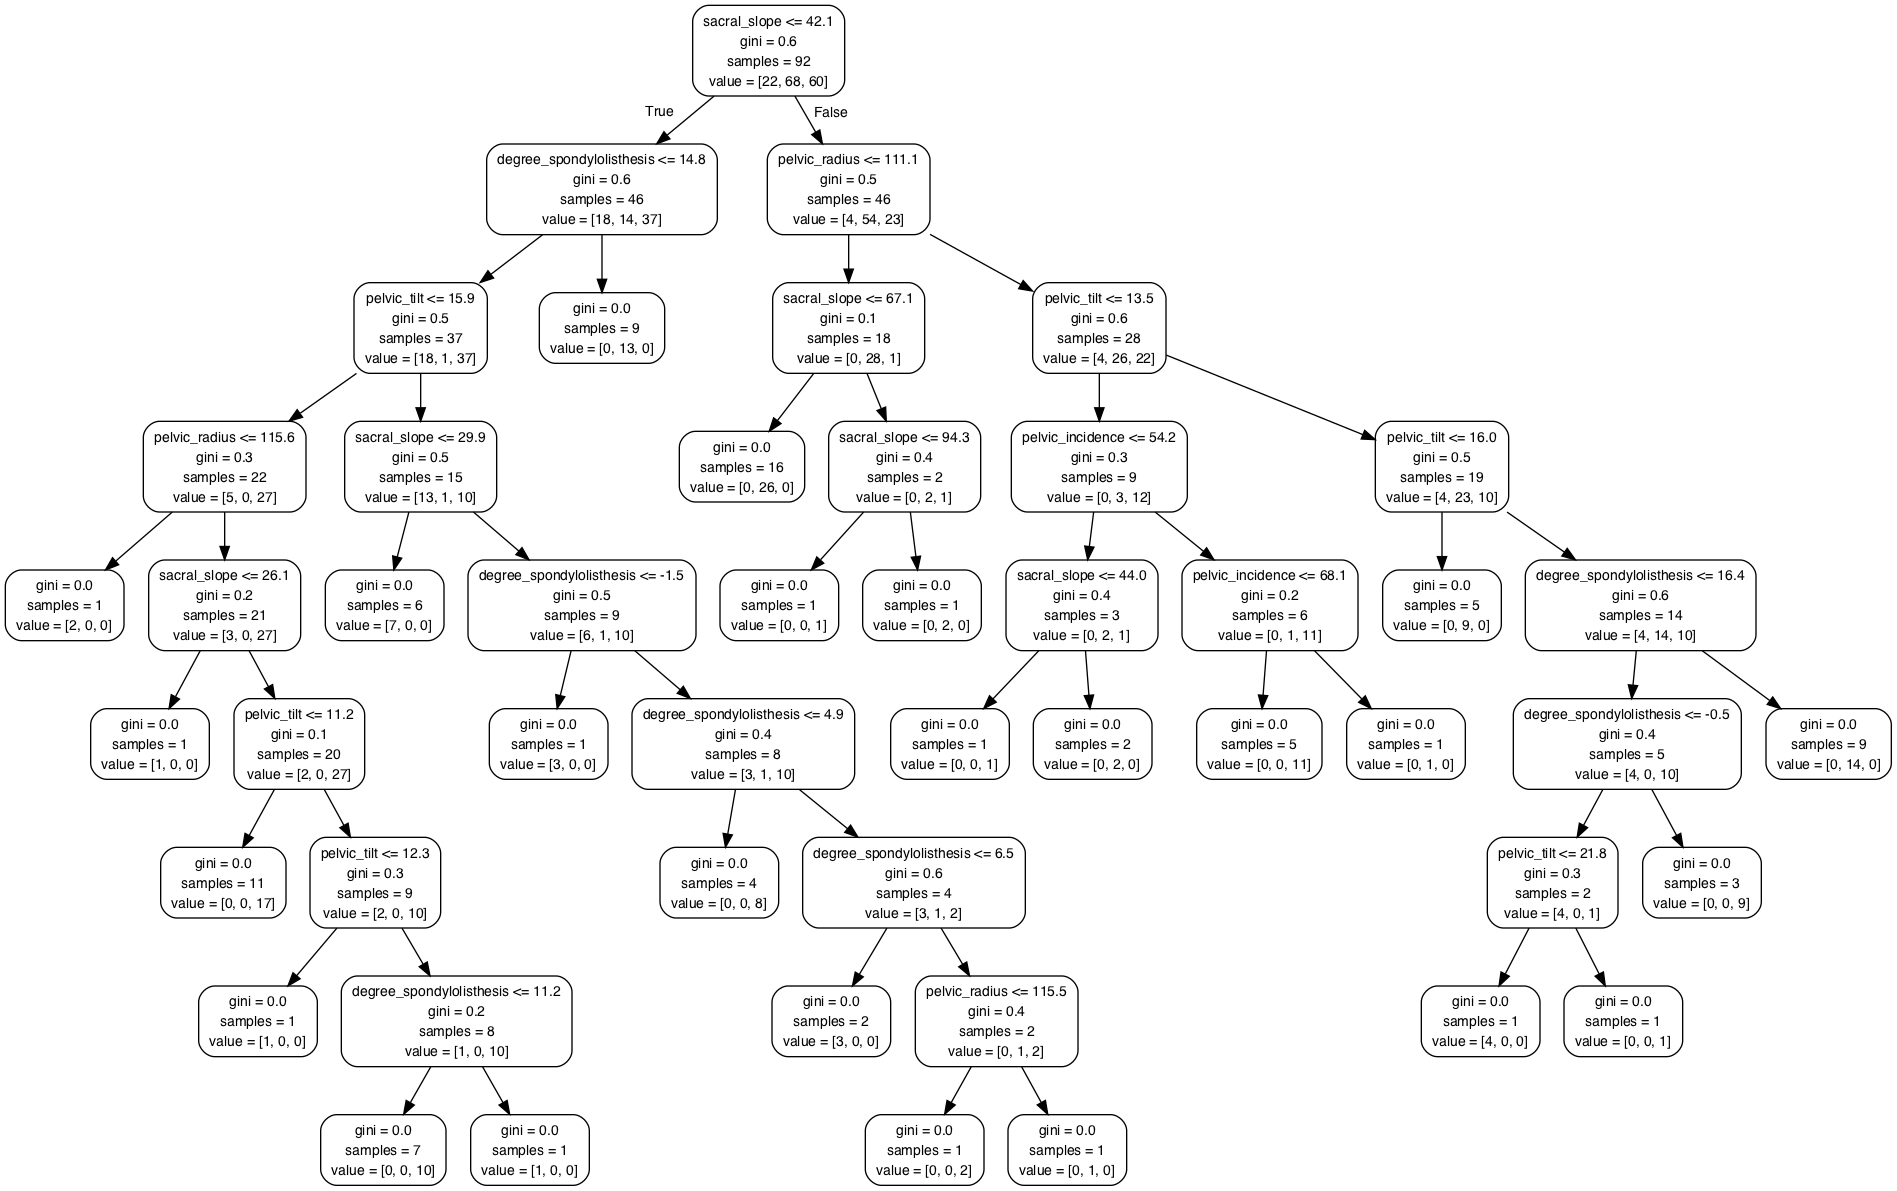 sacral_slope <= 42.1
gini = 0.6
samples = 92
value = [22, 68, 60]
True
False
degree_spondylolisthesis <= 14.8
gini = 0.6
samples = 46
value = [18, 14, 37]
pelvic_radius <= 111.1
gini = 0.5
samples = 46
value = [4, 54, 23]
pelvic_tilt <= 15.9
gini = 0.5
samples = 37
value = [18, 1, 37]
gini = 0.0
samples = 9
value = [0, 13, 0]
sacral_slope <= 67.1
gini = 0.1
samples = 18
value = [0, 28, 1]
pelvic_tilt <= 13.5
gini = 0.6
samples = 28
value = [4, 26, 22]
pelvic_radius <= 115.6
gini = 0.3
samples = 22
value = [5, 0, 27]
sacral_slope <= 29.9
gini = 0.5
samples = 15
value = [13, 1, 10]
gini = 0.0
samples = 16
value = [0, 26, 0]
sacral_slope <= 94.3
gini = 0.4
samples = 2
value = [0, 2, 1]
pelvic_incidence <= 54.2
gini = 0.3
samples = 9
value = [0, 3, 12]
pelvic_tilt <= 16.0
gini = 0.5
samples = 19
value = [4, 23, 10]
gini = 0.0
samples = 1
value = [2, 0, 0]
sacral_slope <= 26.1
gini = 0.2
samples = 21
value = [3, 0, 27]
gini = 0.0
samples = 6
value = [7, 0, 0]
degree_spondylolisthesis <= -1.5
gini = 0.5
samples = 9
value = [6, 1, 10]
gini = 0.0
samples = 1
value = [0, 0, 1]
gini = 0.0
samples = 1
value = [0, 2, 0]
sacral_slope <= 44.0
gini = 0.4
samples = 3
value = [0, 2, 1]
pelvic_incidence <= 68.1
gini = 0.2
samples = 6
value = [0, 1, 11]
gini = 0.0
samples = 5
value = [0, 9, 0]
degree_spondylolisthesis <= 16.4
gini = 0.6
samples = 14
value = [4, 14, 10]
gini = 0.0
samples = 1
value = [1, 0, 0]
pelvic_tilt <= 11.2
gini = 0.1
samples = 20
value = [2, 0, 27]
gini = 0.0
samples = 1
value = [3, 0, 0]
degree_spondylolisthesis <= 4.9
gini = 0.4
samples = 8
value = [3, 1, 10]
gini = 0.0
samples = 1
value = [0, 0, 1]
gini = 0.0
samples = 2
value = [0, 2, 0]
gini = 0.0
samples = 5
value = [0, 0, 11]
gini = 0.0
samples = 1
value = [0, 1, 0]
degree_spondylolisthesis <= -0.5
gini = 0.4
samples = 5
value = [4, 0, 10]
gini = 0.0
samples = 9
value = [0, 14, 0]
gini = 0.0
samples = 11
value = [0, 0, 17]
pelvic_tilt <= 12.3
gini = 0.3
samples = 9
value = [2, 0, 10]
gini = 0.0
samples = 4
value = [0, 0, 8]
degree_spondylolisthesis <= 6.5
gini = 0.6
samples = 4
value = [3, 1, 2]
pelvic_tilt <= 21.8
gini = 0.3
samples = 2
value = [4, 0, 1]
gini = 0.0
samples = 3
value = [0, 0, 9]
gini = 0.0
samples = 1
value = [1, 0, 0]
degree_spondylolisthesis <= 11.2
gini = 0.2
samples = 8
value = [1, 0, 10]
gini = 0.0
samples = 2
value = [3, 0, 0]
pelvic_radius <= 115.5
gini = 0.4
samples = 2
value = [0, 1, 2]
gini = 0.0
samples = 1
value = [4, 0, 0]
gini = 0.0
samples = 1
value = [0, 0, 1]
gini = 0.0
samples = 7
value = [0, 0, 10]
gini = 0.0
samples = 1
value = [1, 0, 0]
gini = 0.0
samples = 1
value = [0, 0, 2]
gini = 0.0
samples = 1
value = [0, 1, 0]